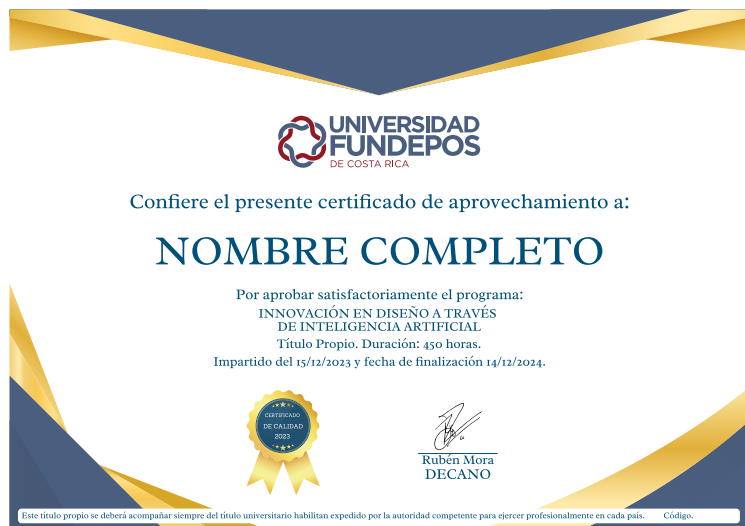 UNIVERSIDAD
FUNDEPOS
DE COSTA RICA
Confiere el presente certificado de aprovechamiento a:
NOMBRE COMPLETO
Por aprobar satisfactoriamente el programa:
INNOVACIÓN EN DISEÑO A TRAVÉS
DE INTELIGENCIA ARTIFICIAL
Título Propio. Duración: 450 horas.
Impartido del 15/12/2023 y fecha de finalización 14/12/2024.
CERTIFICADO
DE CALIDAD
2023
Rubén Mora
DECANO
Este titulo propio se deberá acompañar siempre del título universitario habilitan expedido por la autoridad competente para ejercer profesionalmente en cada país. Código.